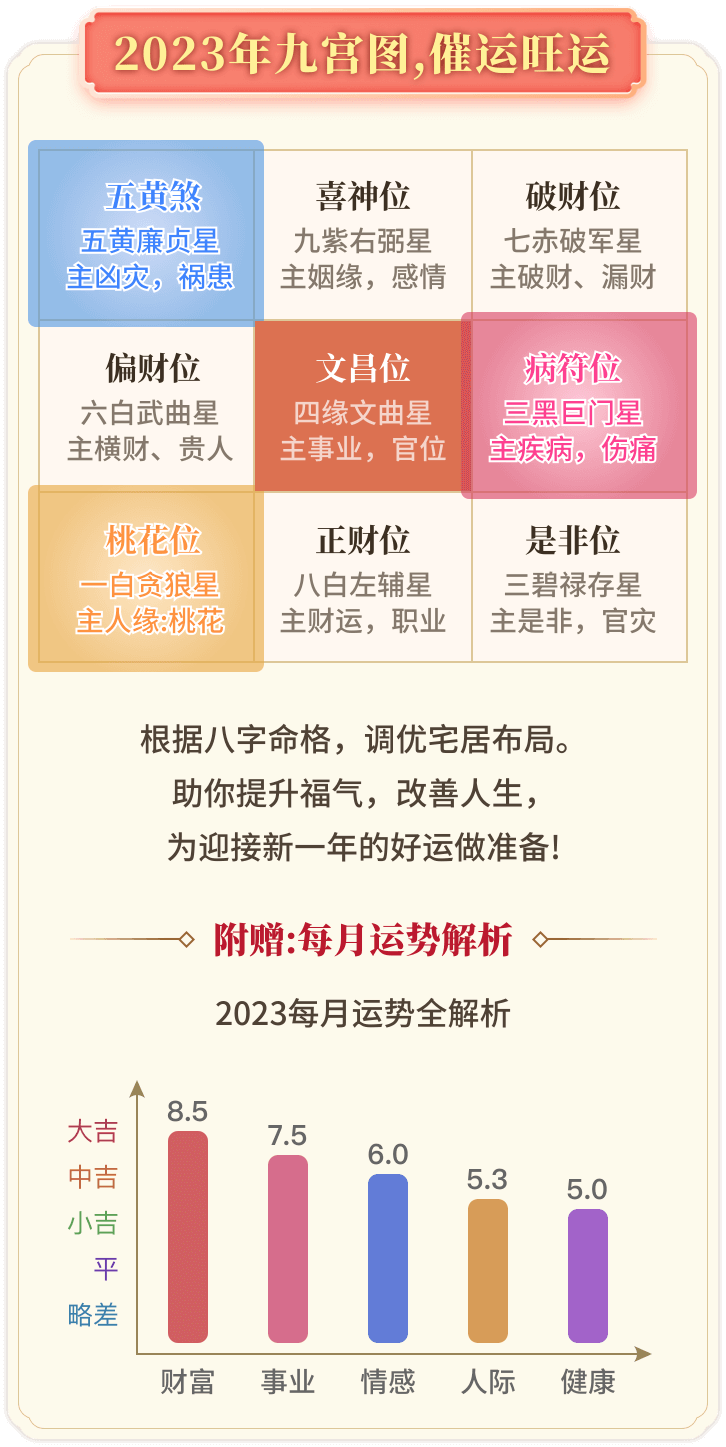 2023年九宫图,催运旺运
五黄煞
五黄廉贞星
主凶灾，祸患
喜神位
九紫右弼星
主姻缘，感情
破财位
七赤破军星
主破财、漏财
偏财位
六白武曲星
主横财、贵人
文昌位
四缘文曲星
主事业，官位
病符位
三黑巨门星
主疾病，伤痛
桃花位
一白贪狼星
主人缘:桃花
正财位
八白左辅星
主财运，职业
是非位
三碧禄存星
主是非，官灾
根据八字命格，调优宅居布局。
助你提升福气，改善人生，
为迎接新一年的好运做准备!
附赠:每月运势解析
2023每月运势全解析
大吉
中吉
小吉
平
略差
8.5
7.5
6.0
5.3
5.0
财富
事业
情感
人际
健康